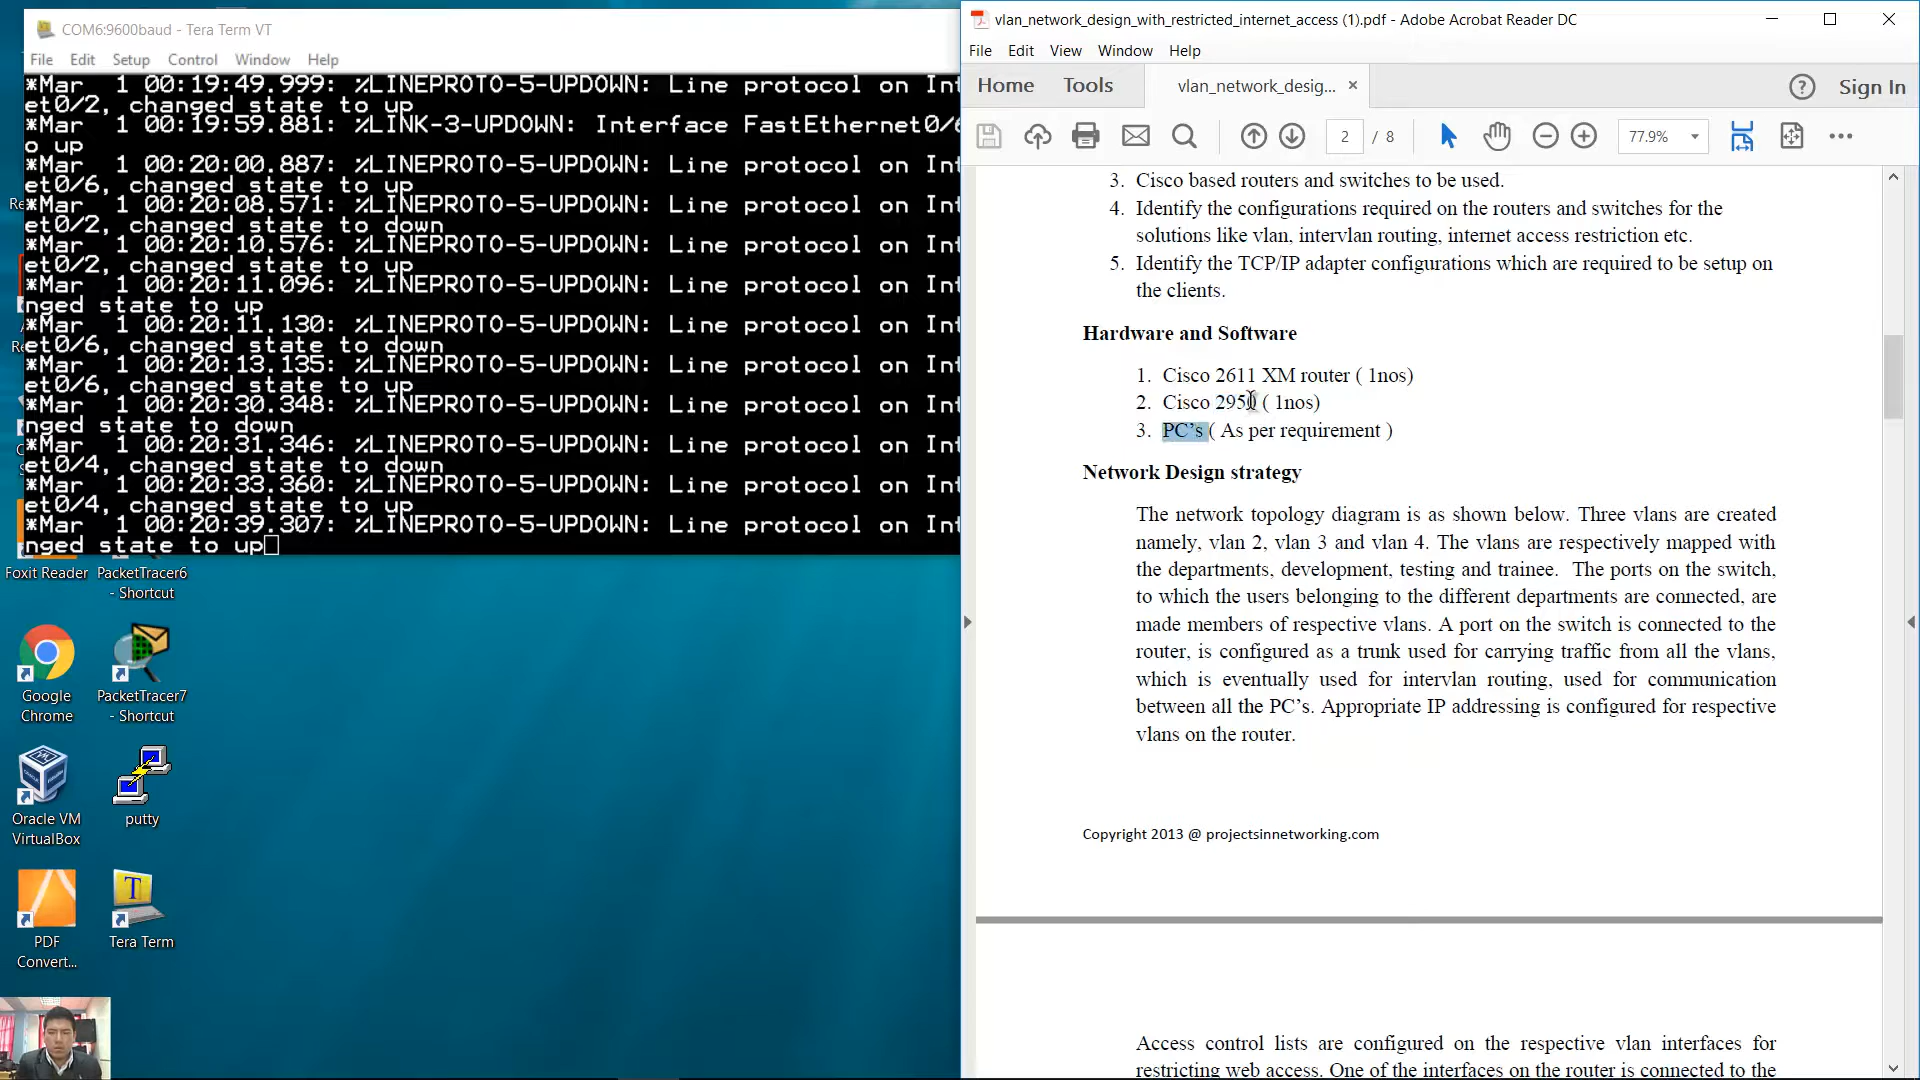 COM6:9600baud - Tera Term VT
File Edit Setup Control Window Help
*Mar 1 00:19:49.999: %LINEPROTO-5-UPDOWN: Line protocol on Int
et0/2, changed state to up
*Mar 1 00:19:59.881: %LINK-3-UPDOWN: Interface FastEthernet0/6
o up
*Mar 1 00:20:00.887: %LINEPROTO-5-UPDOWN: Line protocol on Int
et0/6, changed state to up
*Mar 1 00:20:08.571: %LINEPROTO-5-UPDOWN: Line protocol on Int
et0/2, changed state to down
*Mar 1 00:20:10.576: %LINEPROTO-5-UPDOWN: Line protocol on Int
et0/2, changed state to up
*Mar 1 00:20:11.096: %LINEPROTO-5-UPDOWN: Line protocol on Int
nged state to up
*Mar 1 00:20:11.130: %LINEPROTO-5-UPDOWN: Line protocol on Int
et0/6, changed state to down
*Mar 1 00:20:13.135: %LINEPROTO-5-UPDOWN: Line protocol on Int
et0/6, changed state to up
*Mar 1 00:20:30.348: %LINEPROTO-5-UPDOWN: Line protocol on Int
nged state to down
*Mar 1 00:20:31.346: %LINEPROTO-5-UPDOWN: Line protocol on Int
et0/4, changed state to down
*Mar 1 00:20:33.360: %LINEPROTO-5-UPDOWN: Line protocol on Int
et0/4, changed state to up
*Mar 1 00:20:39.307: %LINEPROTO-5-UPDOWN: Line protocol on Int
nged state to up
Foxit Reader
PacketTracer6
- Shortcut
Google
Chrome
PacketTracer7
- Shortcut
Oracle VM
VirtualBox
putty
PDF
Convert...
Tera Term
vlan_network_design_with_restricted_internet_access (1).pdf - Adobe Acrobat Reader DC
File Edit View Window Help
Home Tools vlan_network_desig... × Sign In
2 / 8 77.9%
3. Cisco based routers and switches to be used.
4. Identify the configurations required on the routers and switches for the
solutions like vlan, intervlan routing, internet access restriction etc.
5. Identify the TCP/IP adapter configurations which are required to be setup on
the clients.
Hardware and Software
1. Cisco 2611 XM router ( 1nos)
2. Cisco 2950 ( 1nos)
3. PC's ( As per requirement )
Network Design strategy
The network topology diagram is as shown below. Three vlans are created
namely, vlan 2, vlan 3 and vlan 4. The vlans are respectively mapped with
the departments, development, testing and trainee. The ports on the switch,
to which the users belonging to the different departments are connected, are
made members of respective vlans. A port on the switch is connected to the
router, is configured as a trunk used for carrying traffic from all the vlans,
which is eventually used for intervlan routing, used for communication
between all the PC's. Appropriate IP addressing is configured for respective
vlans on the router.
Copyright 2013 @ projectsinnetworking.com
Access control lists are configured on the respective vlan interfaces for
restricting web access. One of the interfaces on the router is connected to the